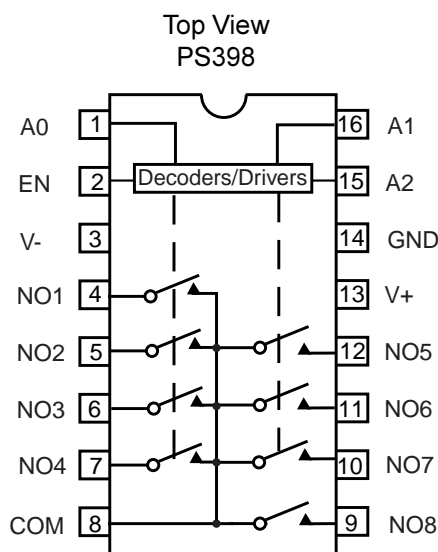 Top View
PS398
A0 1 16 A1
EN 2 Decoders/Drivers 15 A2
V- 3 14 GND
NO1 4 13 V+
NO2 5 12 NO5
NO3 6 11 NO6
NO4 7 10 NO7
COM 8 9 NO8